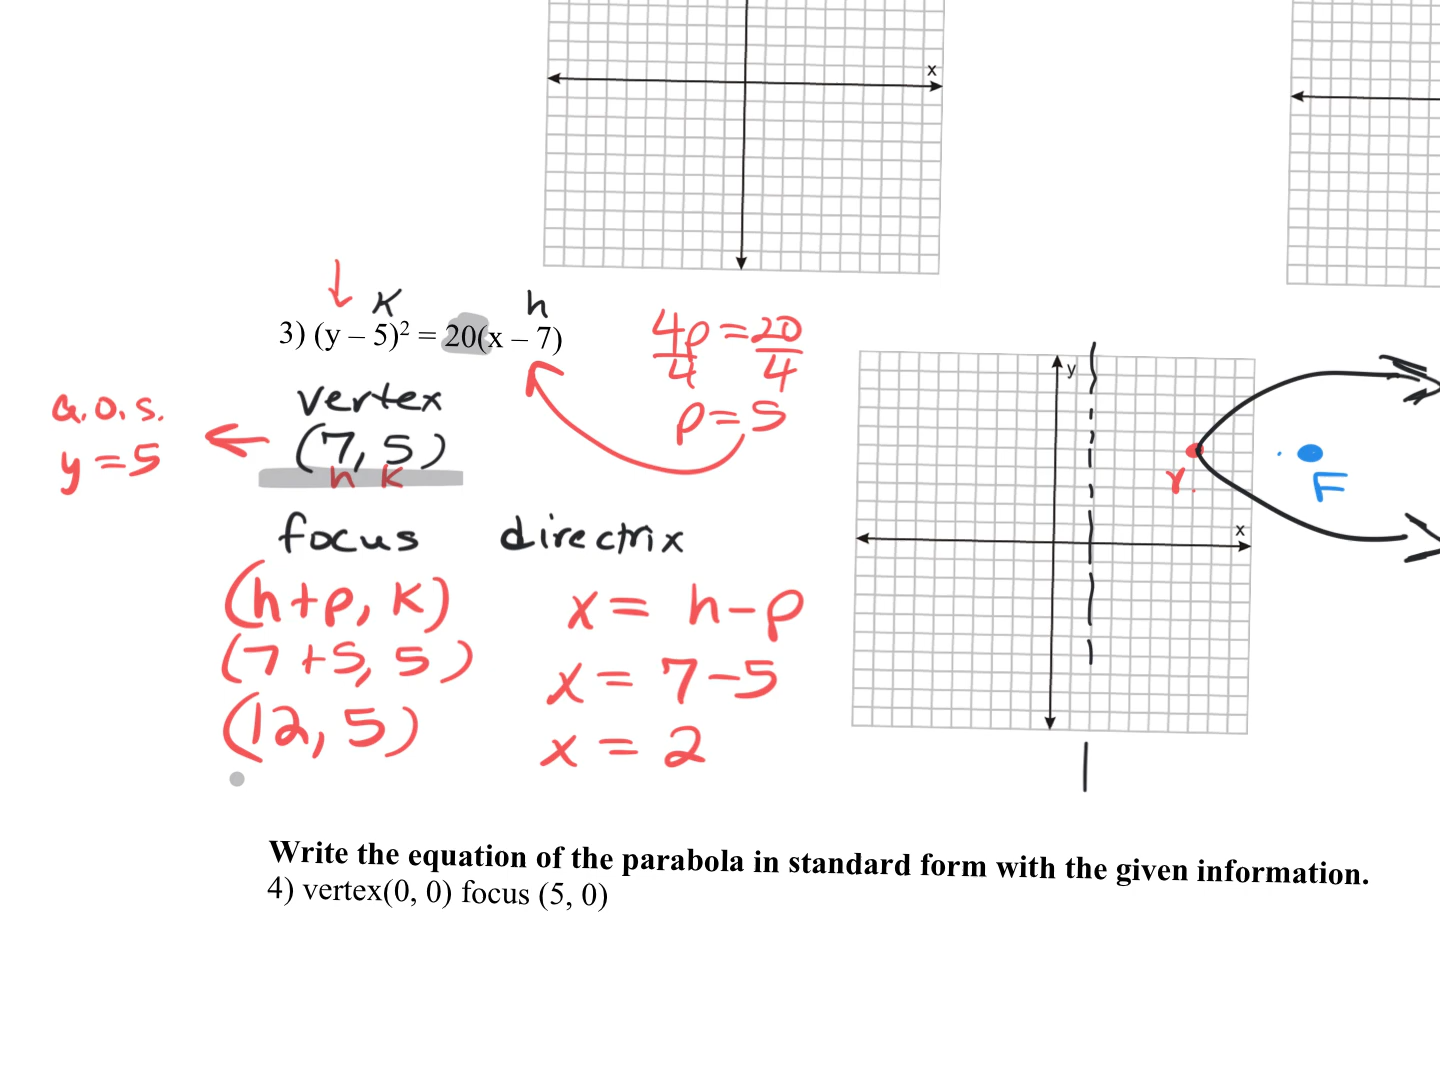 x
K h
3) (y – 5)² = 20(x – 7)
4p = 20
4 4
p = 5
vertex
(7, 5)
h k
a.o.s.
y = 5
focus directrix
(h+p, K) x = h-p
(7+5, 5) x = 7-5
(12, 5) x = 2
y
V.
F
x
Write the equation of the parabola in standard form with the given information.
4) vertex(0, 0) focus (5, 0)